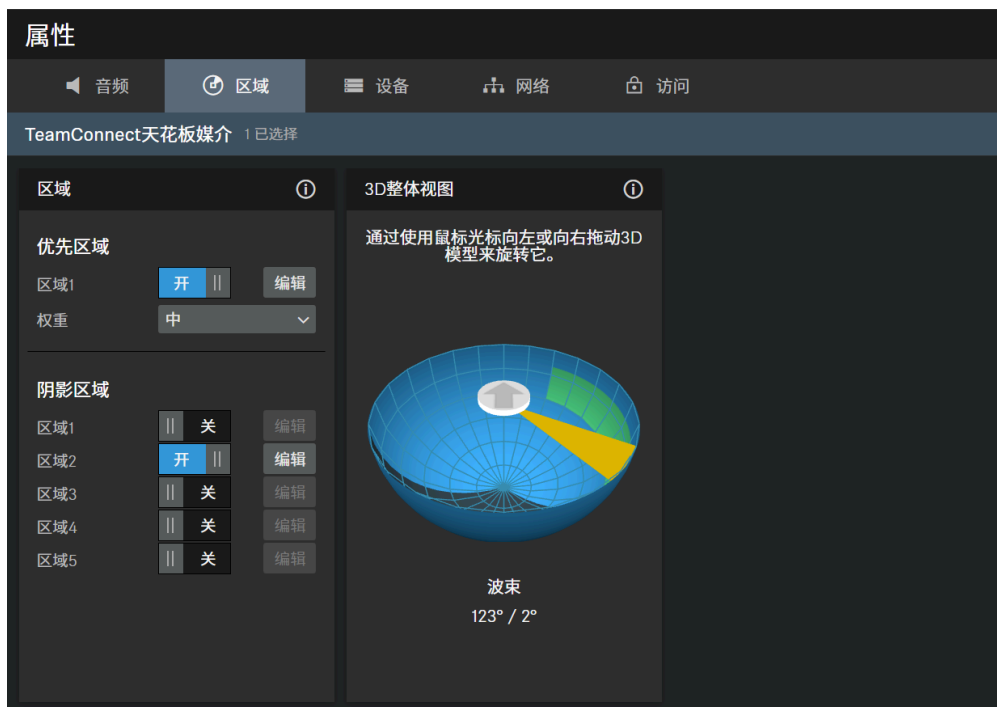 属性
音频
区域
设备
网络
访问
TeamConnect天花板媒介 1 已选择
区域
优先区域
区域1 开 编辑
权重 中
阴影区域
区域1 关 编辑
区域2 开 编辑
区域3 关 编辑
区域4 关 编辑
区域5 关 编辑
3D整体视图
通过使用鼠标光标向左或向右拖动3D
模型来旋转它。
波束
123° / 2°